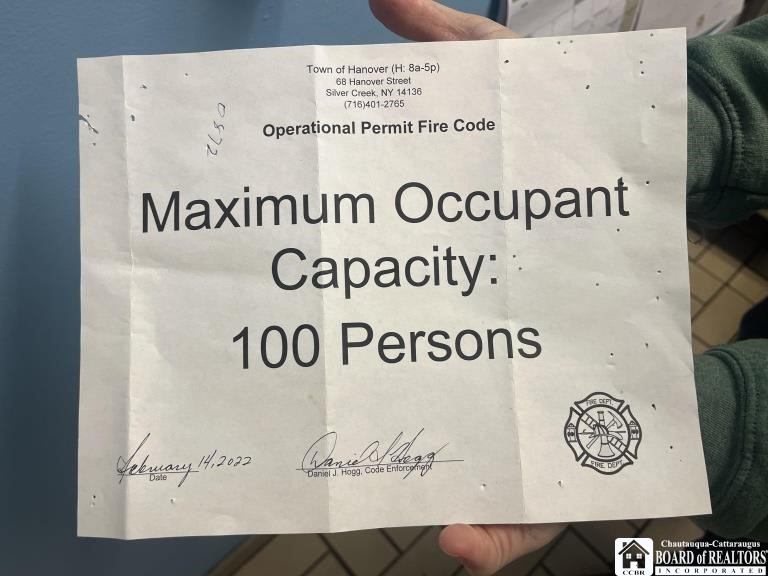 Town of Hanover (H: 8a-5p)
68 Hanover Street
Silver Creek, NY 14136
(716)401-2765
Operational Permit Fire Code
Maximum Occupant
Capacity:
100 Persons
February 14, 2022
Date
Daniel J Hogg
Daniel J. Hogg, Code Enforcement
FIRE DEPT.
FIRE DEPT.
Chautauqua-Cattaraugus
BOARD of REALTORS
CCBR
INCORPORATED